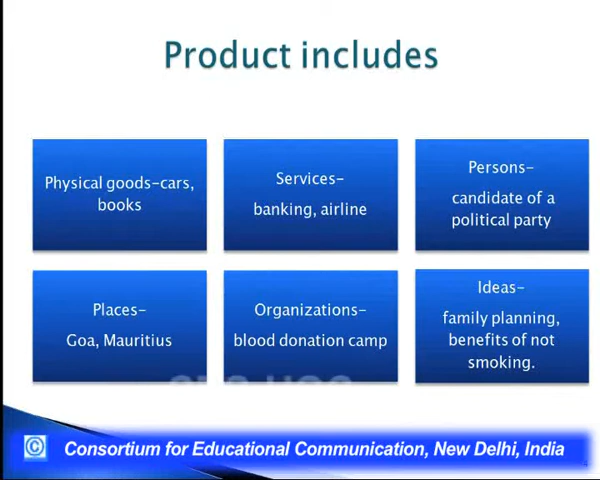 Product includes
Physical goods-cars,
books
Services-
banking, airline
Persons-
candidate of a
political party
Places-
Goa, Mauritius
Organizations-
blood donation camp
Ideas-
family planning,
benefits of not
smoking.
© Consortium for Educational Communication, New Delhi, India